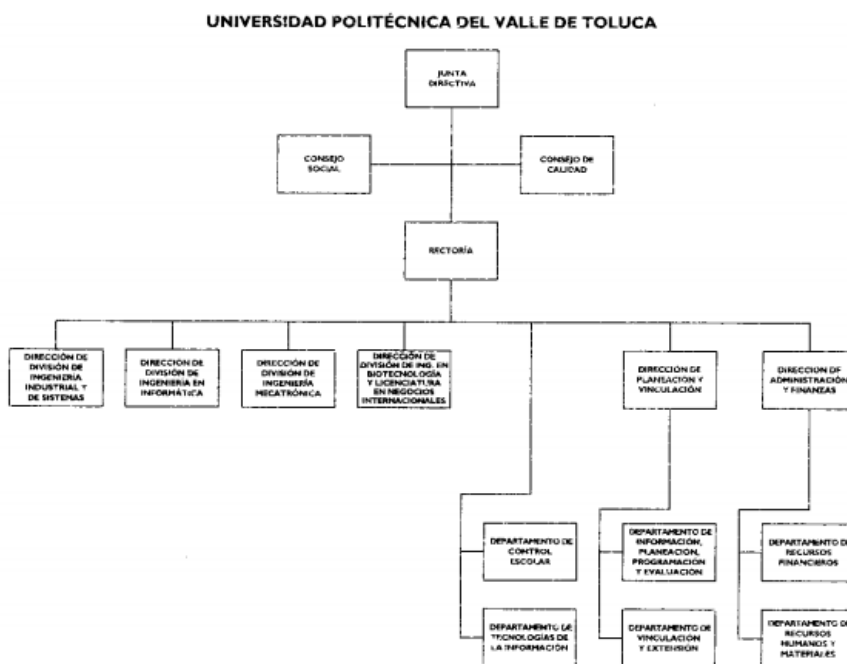 UNIVERSIDAD POLITÉCNICA DEL VALLE DE TOLUCA
JUNTA
DIRECTIVA
CONSEJO
SOCIAL
CONSEJO DE
CALIDAD
RECTORÍA
DIRECCIÓN DE
DIVISIÓN DE
INGENIERÍA
INDUSTRIAL Y
DE SISTEMAS
DIRECCIÓN DE
DIVISIÓN DE
INGENIERÍA EN
INFORMÁTICA
DIRECCIÓN DE
DIVISIÓN DE
INGENIERÍA
MECATRÓNICA
DIRECCIÓN DE
DIVISIÓN DE ING. EN
BIOTECNOLOGÍA
Y LICENCIATURA
EN NEGOCIOS
INTERNACIONALES
DIRECCIÓN DE
PLANEACIÓN Y
VINCULACIÓN
DIRECCIÓN DE
ADMINISTRACIÓN
Y FINANZAS
DEPARTAMENTO DE
CONTROL
ESCOLAR
DEPARTAMENTO DE
INFORMACIÓN,
PLANEACIÓN,
PROGRAMACIÓN
Y EVALUACIÓN
DEPARTAMENTO DE
RECURSOS
FINANCIEROS
DEPARTAMENTO DE
TECNOLOGÍAS DE
LA INFORMACIÓN
DEPARTAMENTO DE
VINCULACIÓN
Y EXTENSIÓN
DEPARTAMENTO DE
RECURSOS
HUMANOS Y
MATERIALES